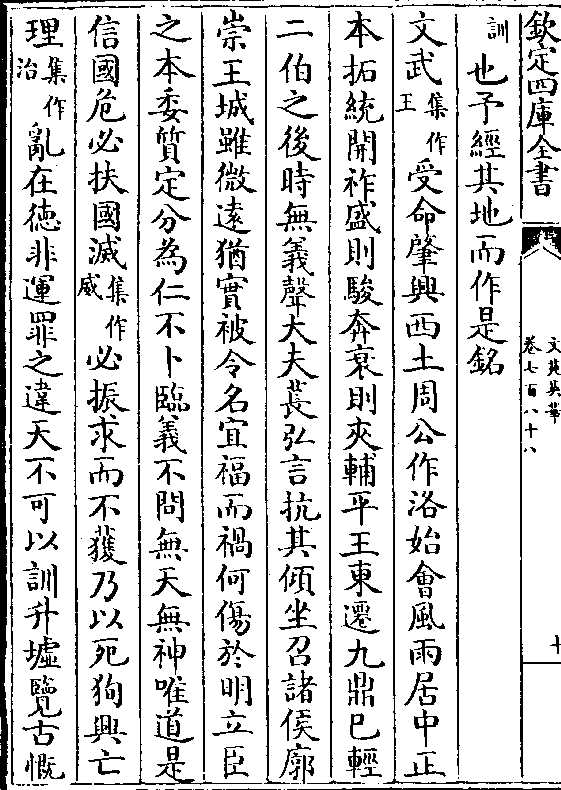 欽定四庫全書
文苑英華
卷七百八十八
十
訓也予經其地而作是銘
文武集作王受命肇興西土周公作洛始會風雨居中正
本拓統開祚盛則駿奔衰則夾輔平王東遷九鼎已輕
二伯之後時無義聲大夫萇弘言抗其傾坐召諸侯廓
崇王城雖微遠猶實被令名宜福而禍何傷於明立臣
之本委質定分為仁不卜臨義不問無天無神唯道是
信國危必扶國滅集作威必振求而不獲乃以死狥興亡
理集作治亂在徳非運罪之違天不可以訓升墟覽古慨